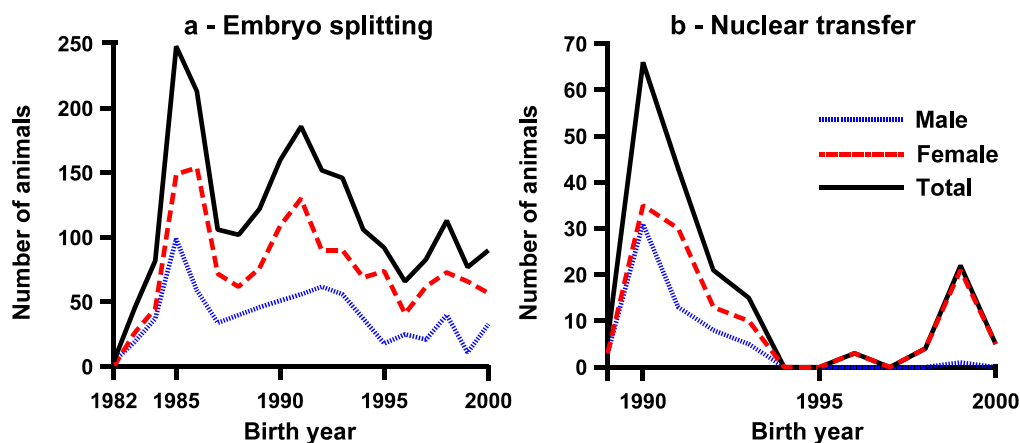 a - Embryo splitting
Number of animals
250
200
150
100
50
0
1982
1985
1990
1995
2000
Birth year
b - Nuclear transfer
Number of animals
70
60
50
40
30
20
10
0
1990
1995
2000
Birth year
Male
Female
Total